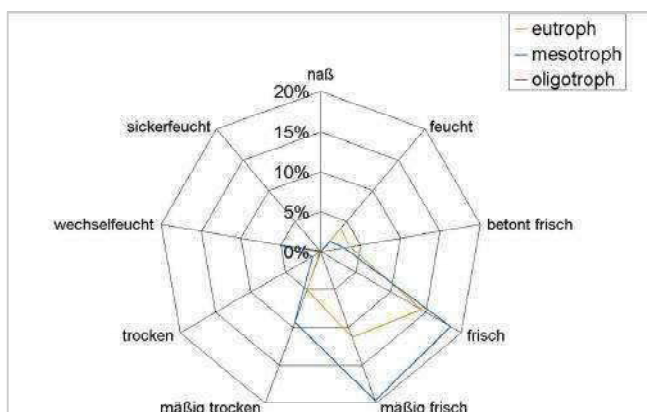 eutroph
mesotroph
oligotroph
naß
20%
sickerfeucht
feucht
15%
10%
wechselfeucht
5%
betont frisch
0%
trocken
frisch
mäßig trocken
mäßig frisch